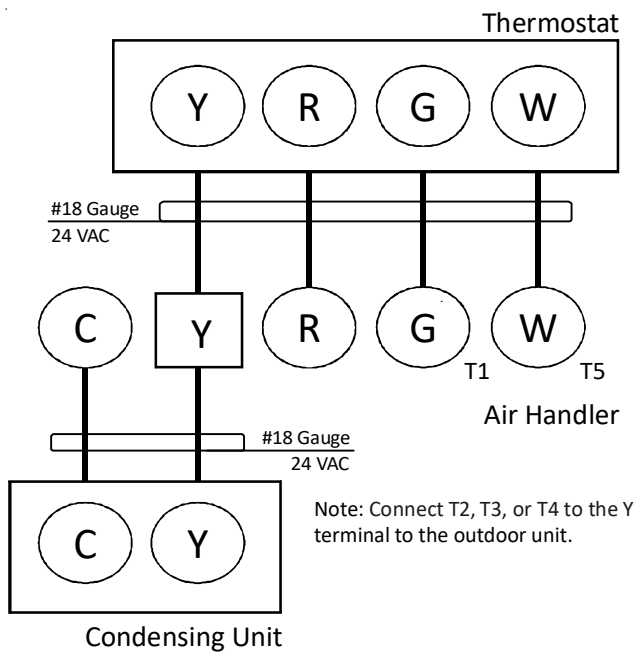 Thermostat
Y R G W
#18 Gauge
24 VAC
C Y R G W
T1 T5
Air Handler
#18 Gauge
24 VAC
C Y
Note: Connect T2, T3, or T4 to the Y
terminal to the outdoor unit.
Condensing Unit